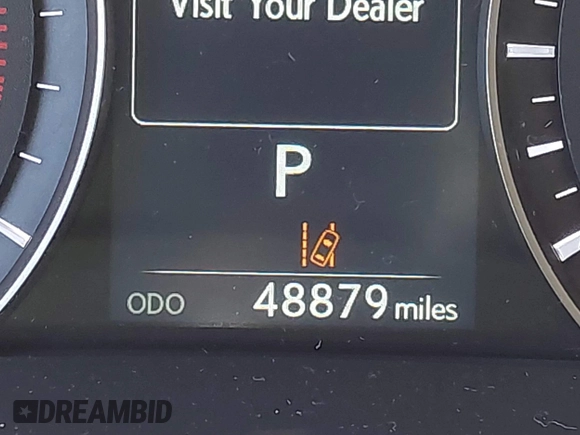 Visit Your Dealer
P
ODO 48879 miles
DREAMBID